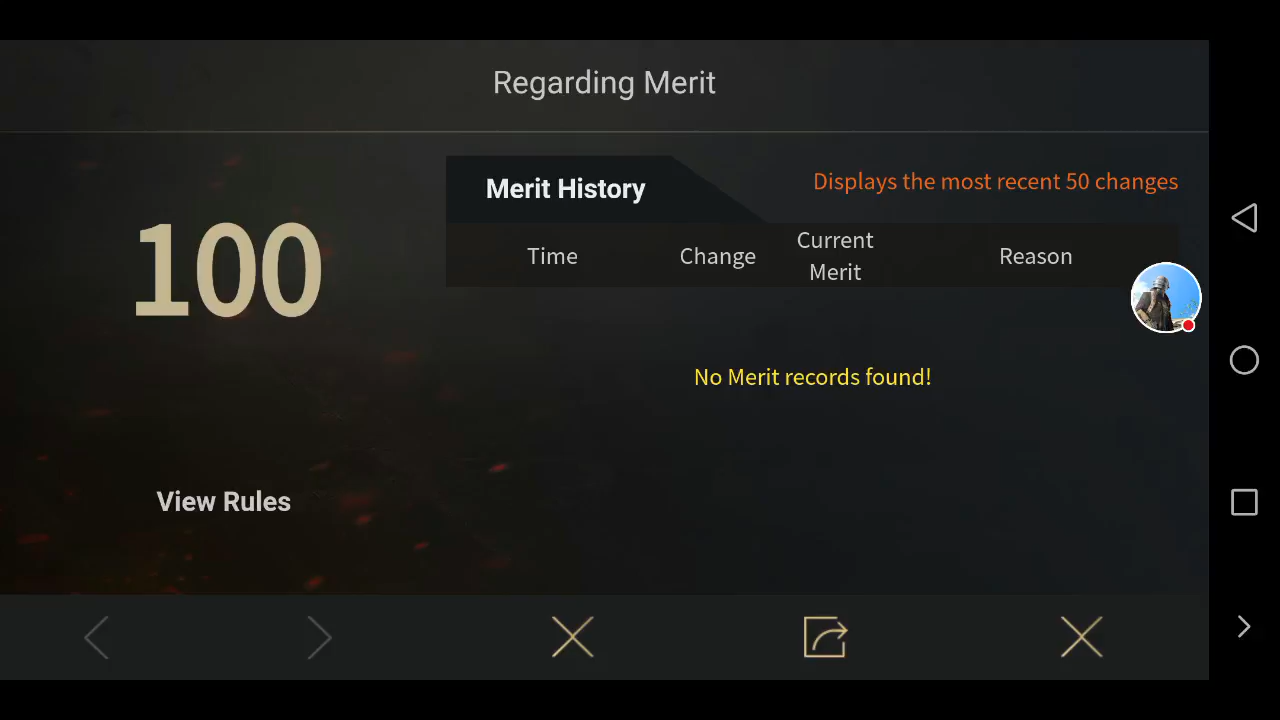 Regarding Merit
Merit History
Displays the most recent 50 changes
100
Time
Change
Current
Merit
Reason
No Merit records found!
View Rules